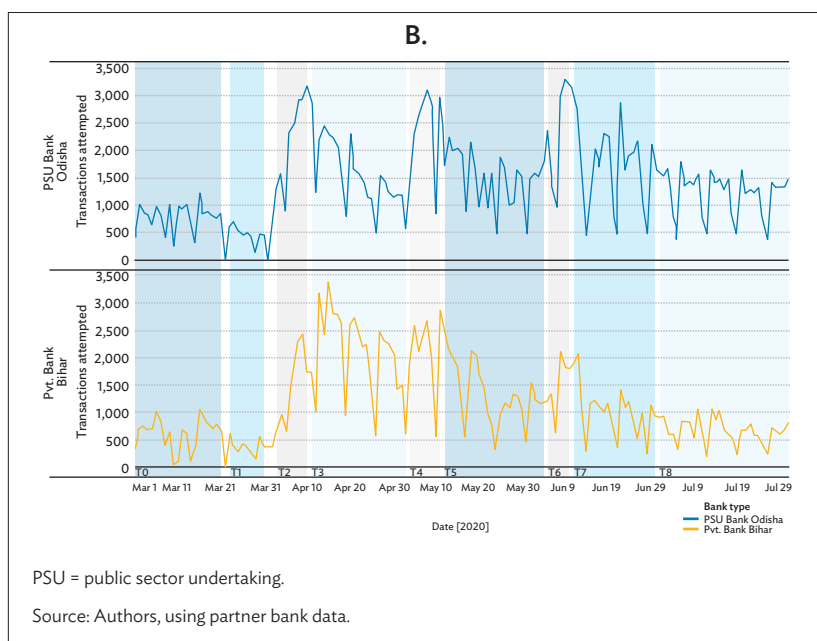 B.
PSU Bank
Odisha
Transactions attempted
3,500
3,000
2,500
2,000
1,500
1,000
500
0
Pvt. Bank
Bihar
Transactions attempted
3,500
3,000
2,500
2,000
1,500
1,000
500
0
T0 T1 T2 T3 T4 T5 T6 T7 T8
Mar 1 Mar 11 Mar 21 Mar 31 Apr 10 Apr 20 Apr 30 May 10 May 20 May 30 Jun 9 Jun 19 Jun 29 Jul 9 Jul 19 Jul 29
Date [2020]
Bank type
PSU Bank Odisha
Pvt. Bank Bihar
PSU = public sector undertaking.
Source: Authors, using partner bank data.